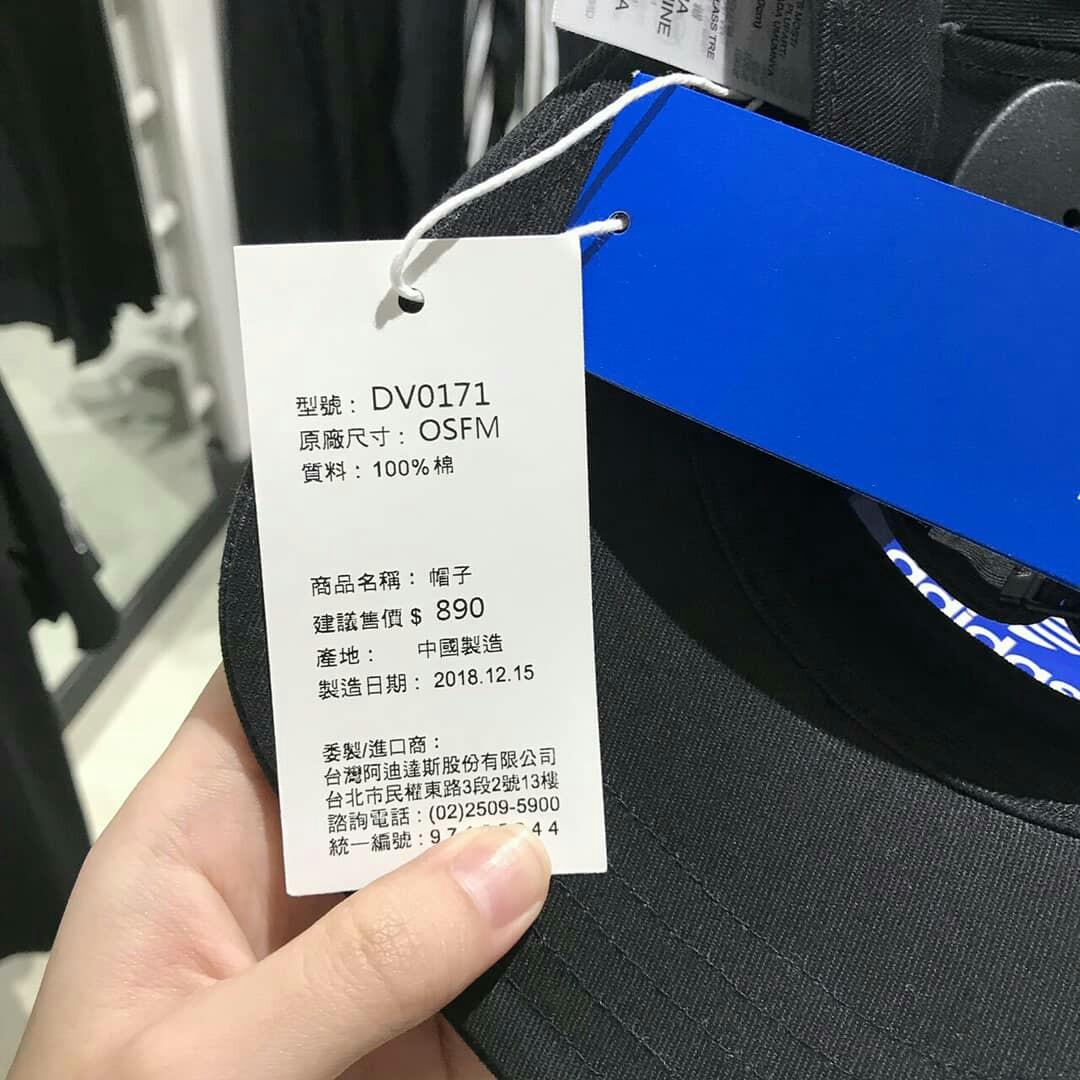 型號： DV0171
原廠尺寸： OSFM
質料：100%棉
商品名稱：帽子
建議售價 $ 890
產地： 中國製造
製造日期：2018.12.15
委製/進口商：
台灣阿迪達斯股份有限公司
台北市民權東路3段2號13樓
諮詢電話：(02)2509-5900
統一編號：
adidas
adidas